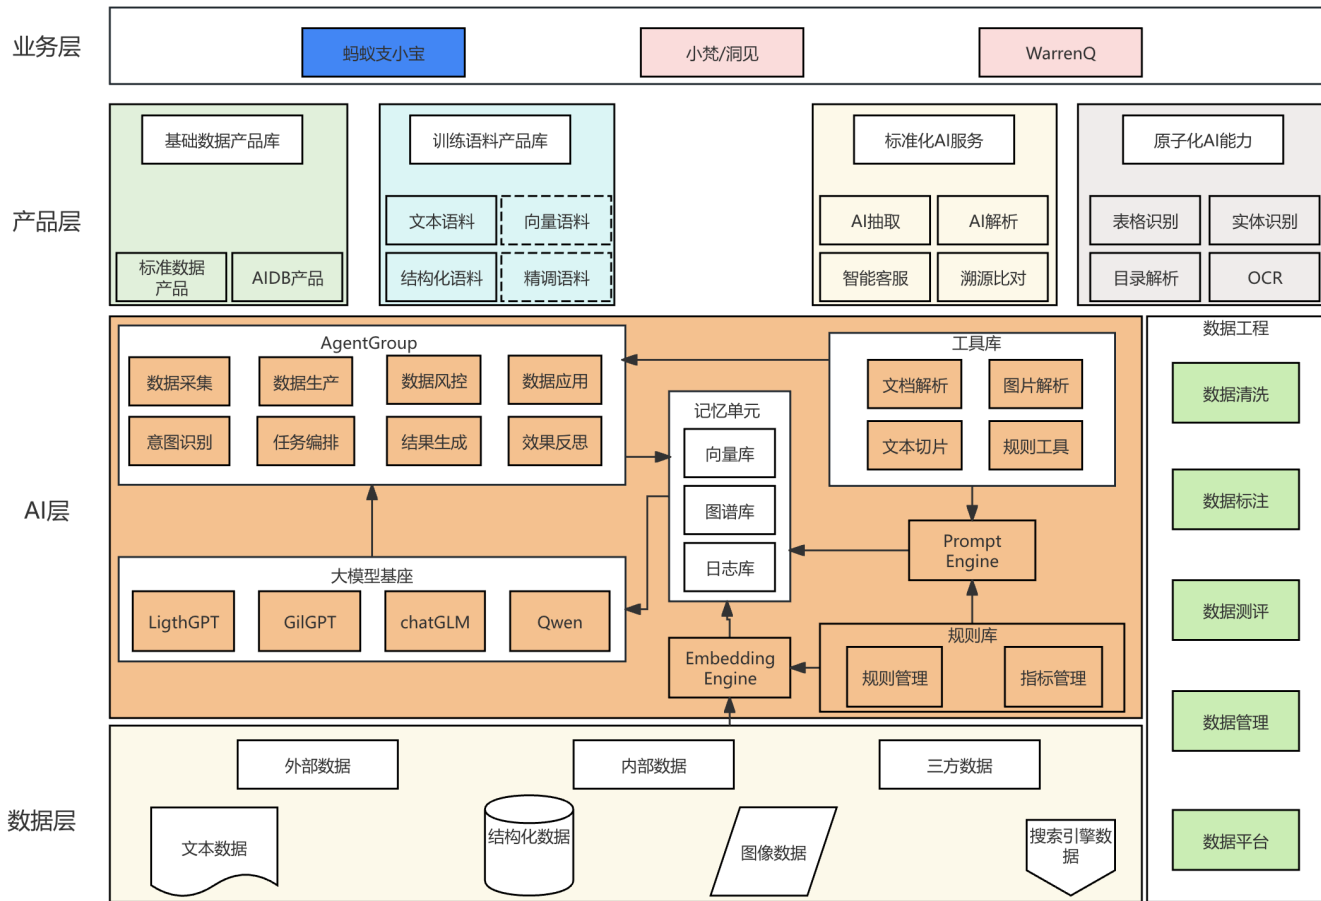 业务层
蚂蚁支小宝
小梵/洞见
WarrenQ
产品层
基础数据产品库
标准数据
产品
AIDB产品
训练语料产品库
文本语料
向量语料
结构化语料
精调语料
标准化AI服务
AI抽取
AI解析
智能客服
溯源比对
原子化AI能力
表格识别
实体识别
目录解析
OCR
AI层
AgentGroup
数据采集
数据生产
数据风控
数据应用
意图识别
任务编排
结果生成
效果反思
大模型基座
LigthGPT
GilGPT
chatGLM
Qwen
记忆单元
向量库
图谱库
日志库
Embedding
Engine
工具库
文档解析
图片解析
文本切片
规则工具
Prompt
Engine
规则库
规则管理
指标管理
数据工程
数据清洗
数据标注
数据测评
数据管理
数据平台
数据层
外部数据
内部数据
三方数据
文本数据
结构化数据
图像数据
搜索引擎数
据